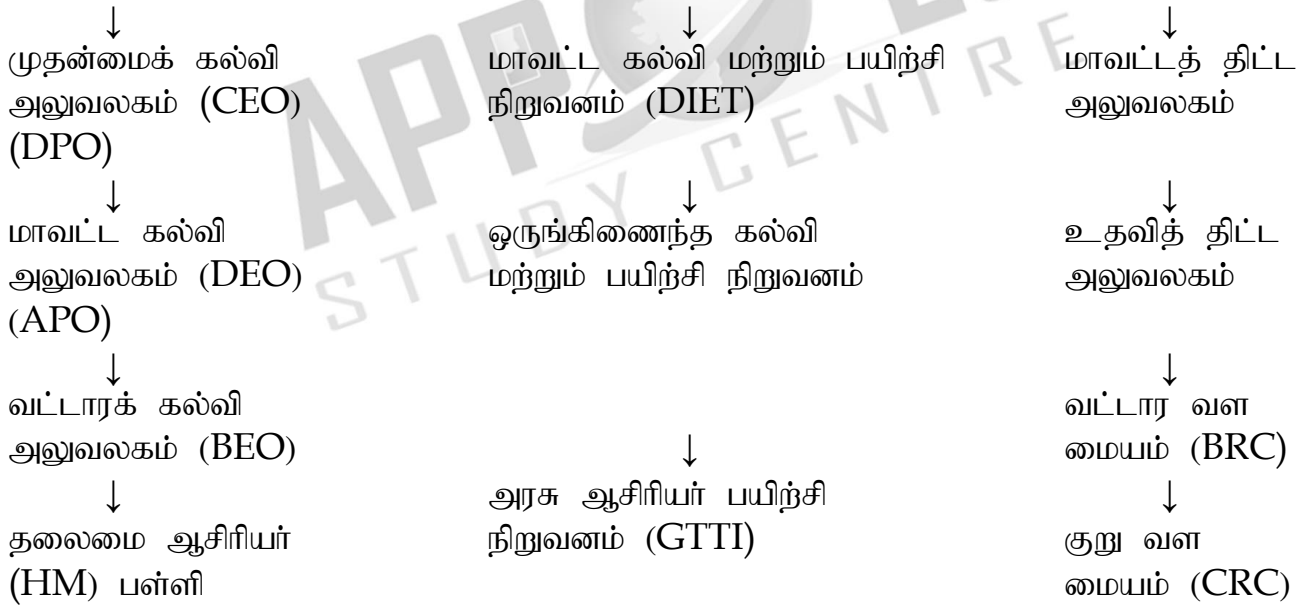 ↓ ↓ ↓
முதன்மைக் கல்வி மாவட்ட கல்வி மற்றும் பயிற்சி மாவட்டத் திட்ட
அலுவலகம் (CEO) நிறுவனம் (DIET) அலுவலகம்
(DPO)
↓ ↓ ↓
மாவட்ட கல்வி ஒருங்கிணைந்த கல்வி உதவித் திட்ட
அலுவலகம் (DEO) மற்றும் பயிற்சி நிறுவனம் அலுவலகம்
(APO)
↓ ↓
வட்டாரக் கல்வி வட்டார வள
அலுவலகம் (BEO) ↓ மையம் (BRC)
↓ அரசு ஆசிரியர் பயிற்சி ↓
தலைமை ஆசிரியர் நிறுவனம் (GTTI) குறு வள
(HM) பள்ளி மையம் (CRC)
STUDY CENTRE